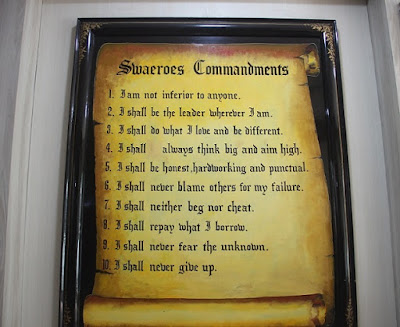 Swaeroes Commandments
1. I am not inferior to anyone.
2. I shall be the leader wherever I am.
3. I shall do what I love and be different.
4. I shall always think big and aim high.
5. I shall be honest,hardworking and punctual.
6. I shall never blame others for my failure.
7. I shall neither beg nor cheat.
8. I shall repay what I borrow.
9. I shall never fear the unknown.
10. I shall never give up.